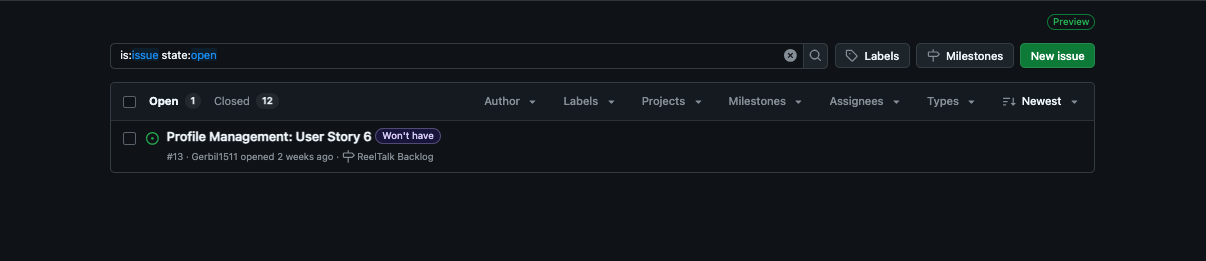 Preview
is:issue state:open
Labels
Milestones
New issue
Open 1 Closed 12 Author Labels Projects Milestones Assignees Types Newest
Profile Management: User Story 6 Won't have
#13 · Gerbil1511 opened 2 weeks ago · ReelTalk Backlog